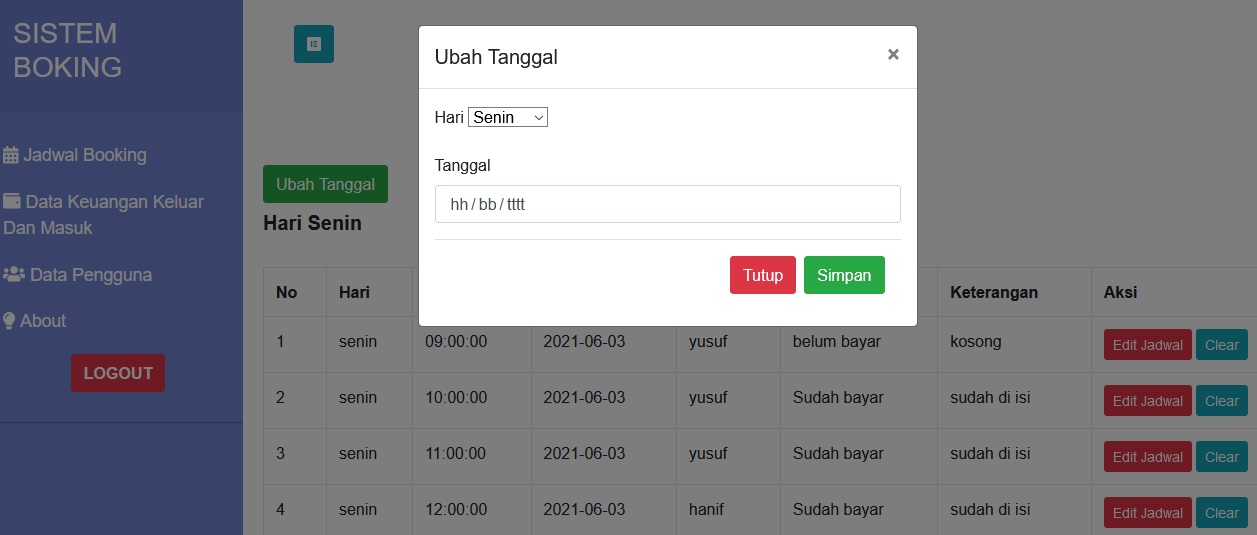 SISTEM
BOKING
Jadwal Booking
Data Keuangan Keluar
Dan Masuk
Data Pengguna
About
LOGOUT
Ubah Tanggal
×
Hari Senin
Tanggal
hh / bb / tttt
Tutup Simpan
Ubah Tanggal
Hari Senin
No Hari Keterangan Aksi
1 senin 09:00:00 2021-06-03 yusuf belum bayar kosong Edit Jadwal Clear
2 senin 10:00:00 2021-06-03 yusuf Sudah bayar sudah di isi Edit Jadwal Clear
3 senin 11:00:00 2021-06-03 yusuf Sudah bayar sudah di isi Edit Jadwal Clear
4 senin 12:00:00 2021-06-03 hanif Sudah bayar sudah di isi Edit Jadwal Clear